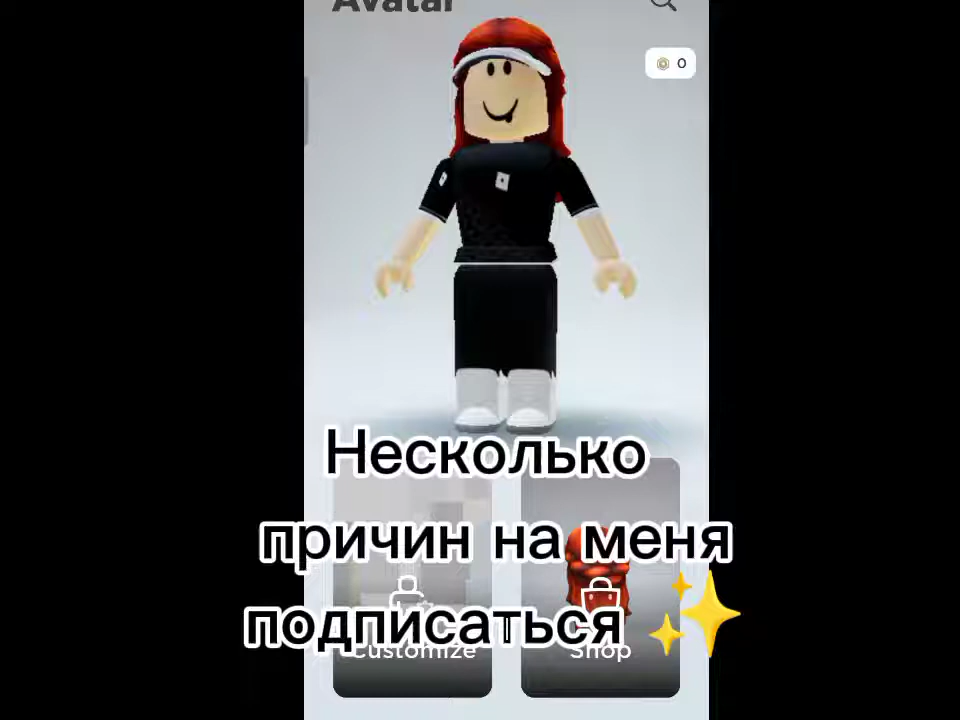 Avatar
0
Несколько
причин на меня
подписаться ✨
Customize
Shop